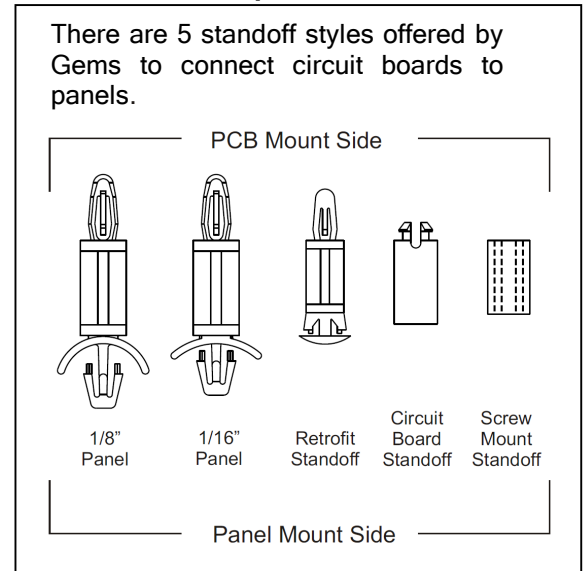 There are 5 standoff styles offered by
Gems to connect circuit boards to
panels.
PCB Mount Side
1/8”
Panel
1/16”
Panel
Retrofit
Standoff
Circuit
Board
Standoff
Screw
Mount
Standoff
Panel Mount Side